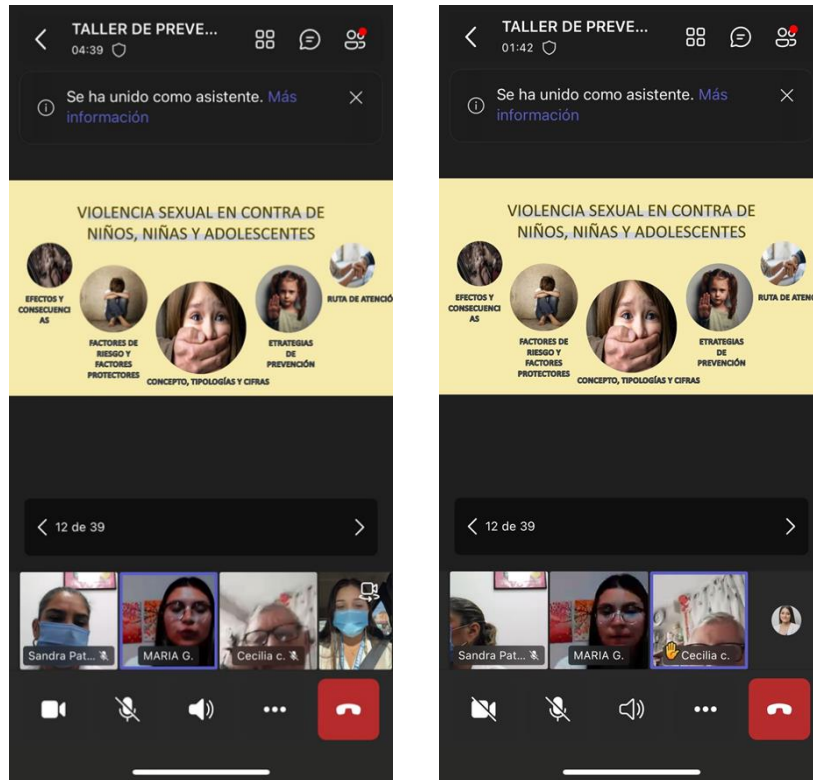 TALLER DE PREVE...
04:39
Se ha unido como asistente. Más
información
VIOLENCIA SEXUAL EN CONTRA DE
NIÑOS, NIÑAS Y ADOLESCENTES
EFECTOS Y
CONSECUENCI
AS
FACTORES DE
RIESGO Y
FACTORES
PROTECTORES
CONCEPTO, TIPOLOGÍAS Y CIFRAS
ETRATEGIAS
DE
PREVENCIÓN
RUTA DE ATENCIÓ
12 de 39
Sandra Pat...
MARIA G.
Cecilia c.
TALLER DE PREVE...
01:42
Se ha unido como asistente. Más
información
VIOLENCIA SEXUAL EN CONTRA DE
NIÑOS, NIÑAS Y ADOLESCENTES
EFECTOS Y
CONSECUENCI
AS
FACTORES DE
RIESGO Y
FACTORES
PROTECTORES
CONCEPTO, TIPOLOGÍAS Y CIFRAS
ETRATEGIAS
DE
PREVENCIÓN
RUTA DE ATENC
12 de 39
Sandra Pat...
MARIA G.
Cecilia c.